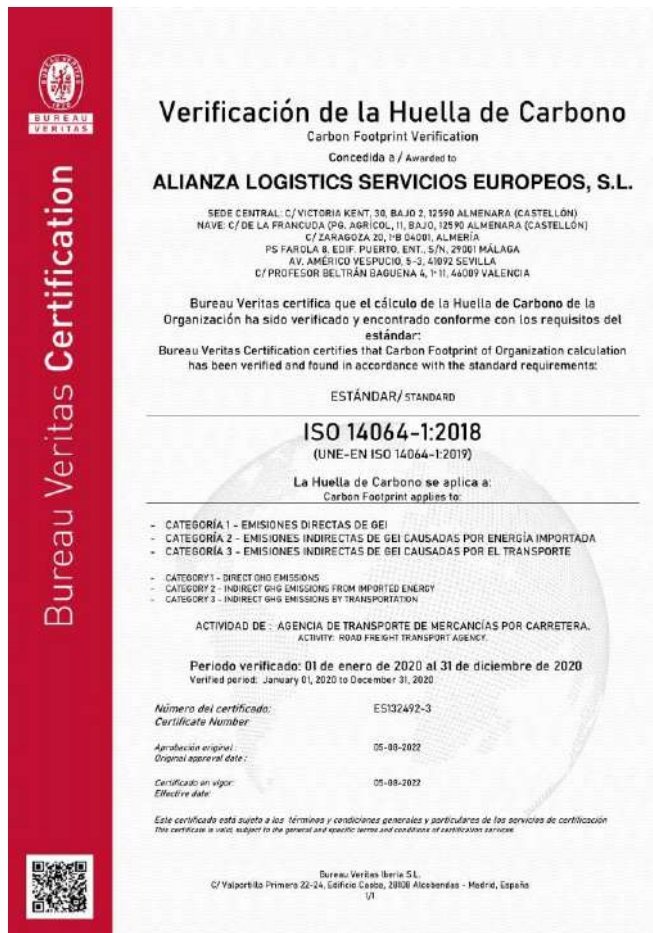 BUREAU
VERITAS
Bureau Veritas Certification
Verificación de la Huella de Carbono
Carbon Footprint Verification
Concedida a / Awarded to
ALIANZA LOGISTICS SERVICIOS EUROPEOS, S.L.
SEDE CENTRAL: C/ VICTORIA KENT, 30, BAJO 2, 12590 ALMENARA (CASTELLÓN)
NAVE: C/ DE LA FRANCUDA (PG. AGRÍCOL, 11, BAJO, 12590 ALMENARA (CASTELLÓN)
C/ ZARAGOZA 20, 1ºB 04001, ALMERÍA
PS FAROLA 8, EDIF. PUERTO, ENT., S/N, 29001 MÁLAGA
AV. AMÉRICO VESPUCIO, 5-3, 41092 SEVILLA
C/ PROFESOR BELTRÁN BAGUENA 4, 1º 11, 46009 VALENCIA
Bureau Veritas certifica que el cálculo de la Huella de Carbono de la
Organización ha sido verificado y encontrado conforme con los requisitos del
estándar:
Bureau Veritas Certification certifies that Carbon Footprint of Organization calculation
has been verified and found in accordance with the standard requirements:
ESTÁNDAR/ STANDARD
ISO 14064-1:2018
(UNE-EN ISO 14064-1:2019)
La Huella de Carbono se aplica a:
Carbon Footprint applies to:
- CATEGORÍA 1 - EMISIONES DIRECTAS DE GEI
- CATEGORÍA 2 - EMISIONES INDIRECTAS DE GEI CAUSADAS POR ENERGÍA IMPORTADA
- CATEGORÍA 3 - EMISIONES INDIRECTAS DE GEI CAUSADAS POR EL TRANSPORTE
- CATEGORY 1 - DIRECT GHG EMISSIONS
- CATEGORY 2 - INDIRECT GHG EMISSIONS FROM IMPORTED ENERGY
- CATEGORY 3 - INDIRECT GHG EMISSIONS BY TRANSPORTATION
ACTIVIDAD DE : AGENCIA DE TRANSPORTE DE MERCANCÍAS POR CARRETERA.
ACTIVITY: ROAD FREIGHT TRANSPORT AGENCY.
Periodo verificado: 01 de enero de 2020 al 31 de diciembre de 2020
Verified period: January 01, 2020 to December 31, 2020
Número del certificado: ES132492-3
Certificate Number
Aprobación original : 05-08-2022
Original approval date :
Certificado en vigor: 05-08-2022
Effective date:
Este certificado está sujeto a los términos y condiciones generales y particulares de los servicios de certificación
This certificate is valid, subject to the general and specific terms and conditions of certification services
Bureau Veritas Iberia S.L.
C/ Valportillo Primera 22-24, Edificio Caoba, 28108 Alcobendas - Madrid, España
1/1